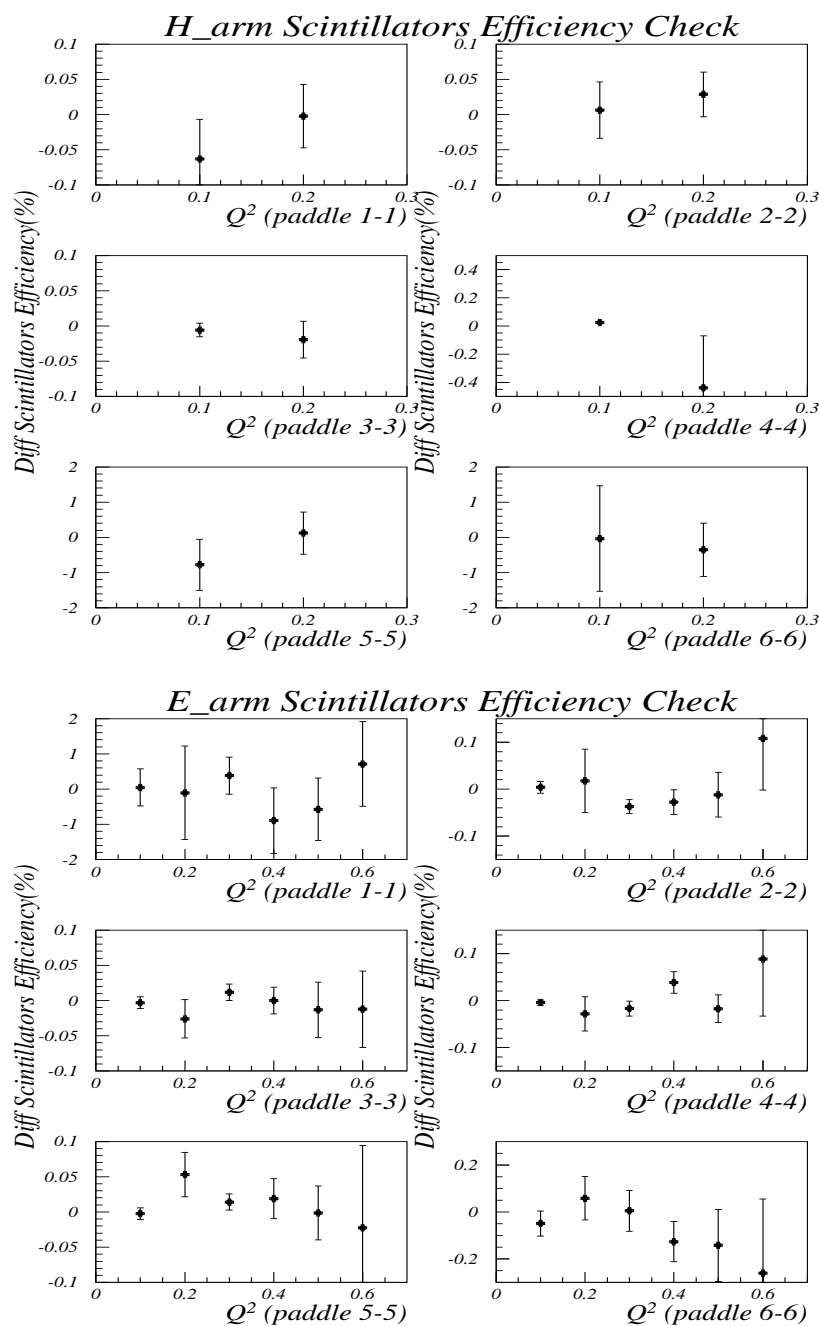 H_arm Scintillators Efficiency Check
Diff Scintillators Efficiency(%)
0.1
0.05
0
-0.05
-0.1
0 0.1 0.2 0.3
Q² (paddle 1-1)
0.1
0.05
0
-0.05
-0.1
0 0.1 0.2 0.3
Q² (paddle 2-2)
0.1
0.05
0
-0.05
-0.1
0 0.1 0.2 0.3
Q² (paddle 3-3)
Diff Scintillators Efficiency(%)
0.4
0.2
0
-0.2
-0.4
0 0.1 0.2 0.3
Q² (paddle 4-4)
2
1
0
-1
-2
0 0.1 0.2 0.3
Q² (paddle 5-5)
2
1
0
-1
-2
0 0.1 0.2 0.3
Q² (paddle 6-6)
E_arm Scintillators Efficiency Check
Diff Scintillators Efficiency(%)
2
1
0
-1
-2
0 0.2 0.4 0.6
Q² (paddle 1-1)
0.1
0
-0.1
0 0.2 0.4 0.6
Q² (paddle 2-2)
0.1
0.05
0
-0.05
-0.1
0 0.2 0.4 0.6
Q² (paddle 3-3)
Diff Scintillators Efficiency(%)
0.1
0
-0.1
0 0.2 0.4 0.6
Q² (paddle 4-4)
0.1
0.05
0
-0.05
-0.1
0 0.2 0.4 0.6
Q² (paddle 5-5)
0.2
0
-0.2
0 0.2 0.4 0.6
Q² (paddle 6-6)